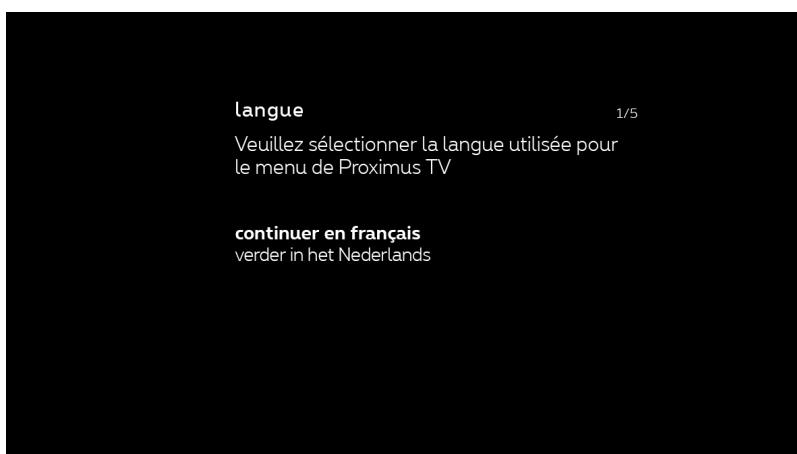 langue
1/5
Veuillez sélectionner la langue utilisée pour
le menu de Proximus TV
continuer en français
verder in het Nederlands